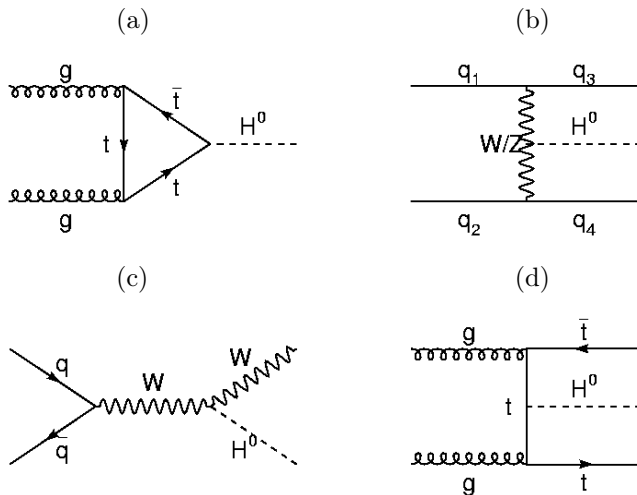 (a)
g
t̄
H⁰
t
t
g
(b)
q₁ q₃
W/Z H⁰
q₂ q₄
(c)
q
W
W
q̄
H⁰
(d)
g t̄
t H⁰
g t